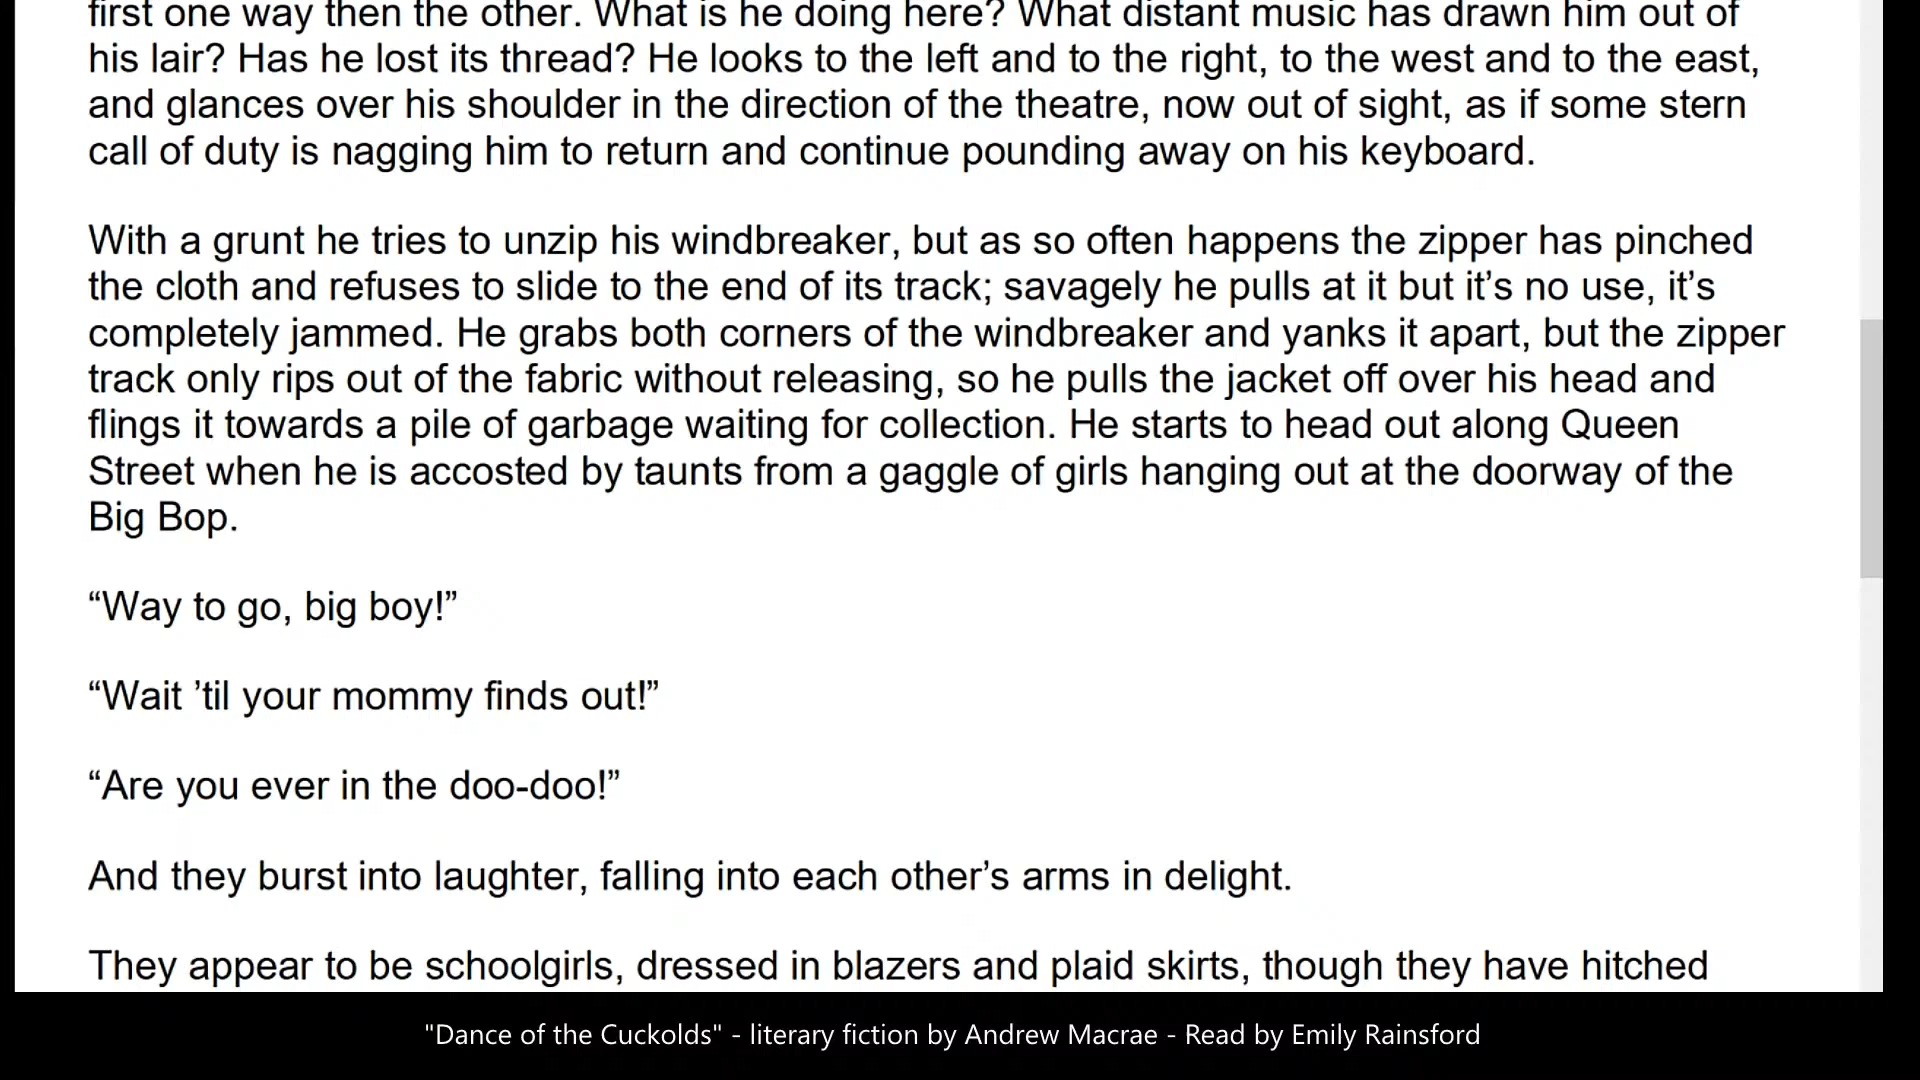 first one way then the other. What is he doing here? What distant music has drawn him out of
his lair? Has he lost its thread? He looks to the left and to the right, to the west and to the east,
and glances over his shoulder in the direction of the theatre, now out of sight, as if some stern
call of duty is nagging him to return and continue pounding away on his keyboard.
With a grunt he tries to unzip his windbreaker, but as so often happens the zipper has pinched
the cloth and refuses to slide to the end of its track; savagely he pulls at it but it’s no use, it’s
completely jammed. He grabs both corners of the windbreaker and yanks it apart, but the zipper
track only rips out of the fabric without releasing, so he pulls the jacket off over his head and
flings it towards a pile of garbage waiting for collection. He starts to head out along Queen
Street when he is accosted by taunts from a gaggle of girls hanging out at the doorway of the
Big Bop.
“Way to go, big boy!”
“Wait ’til your mommy finds out!”
“Are you ever in the doo-doo!”
And they burst into laughter, falling into each other’s arms in delight.
They appear to be schoolgirls, dressed in blazers and plaid skirts, though they have hitched
"Dance of the Cuckolds" - literary fiction by Andrew Macrae - Read by Emily Rainsford